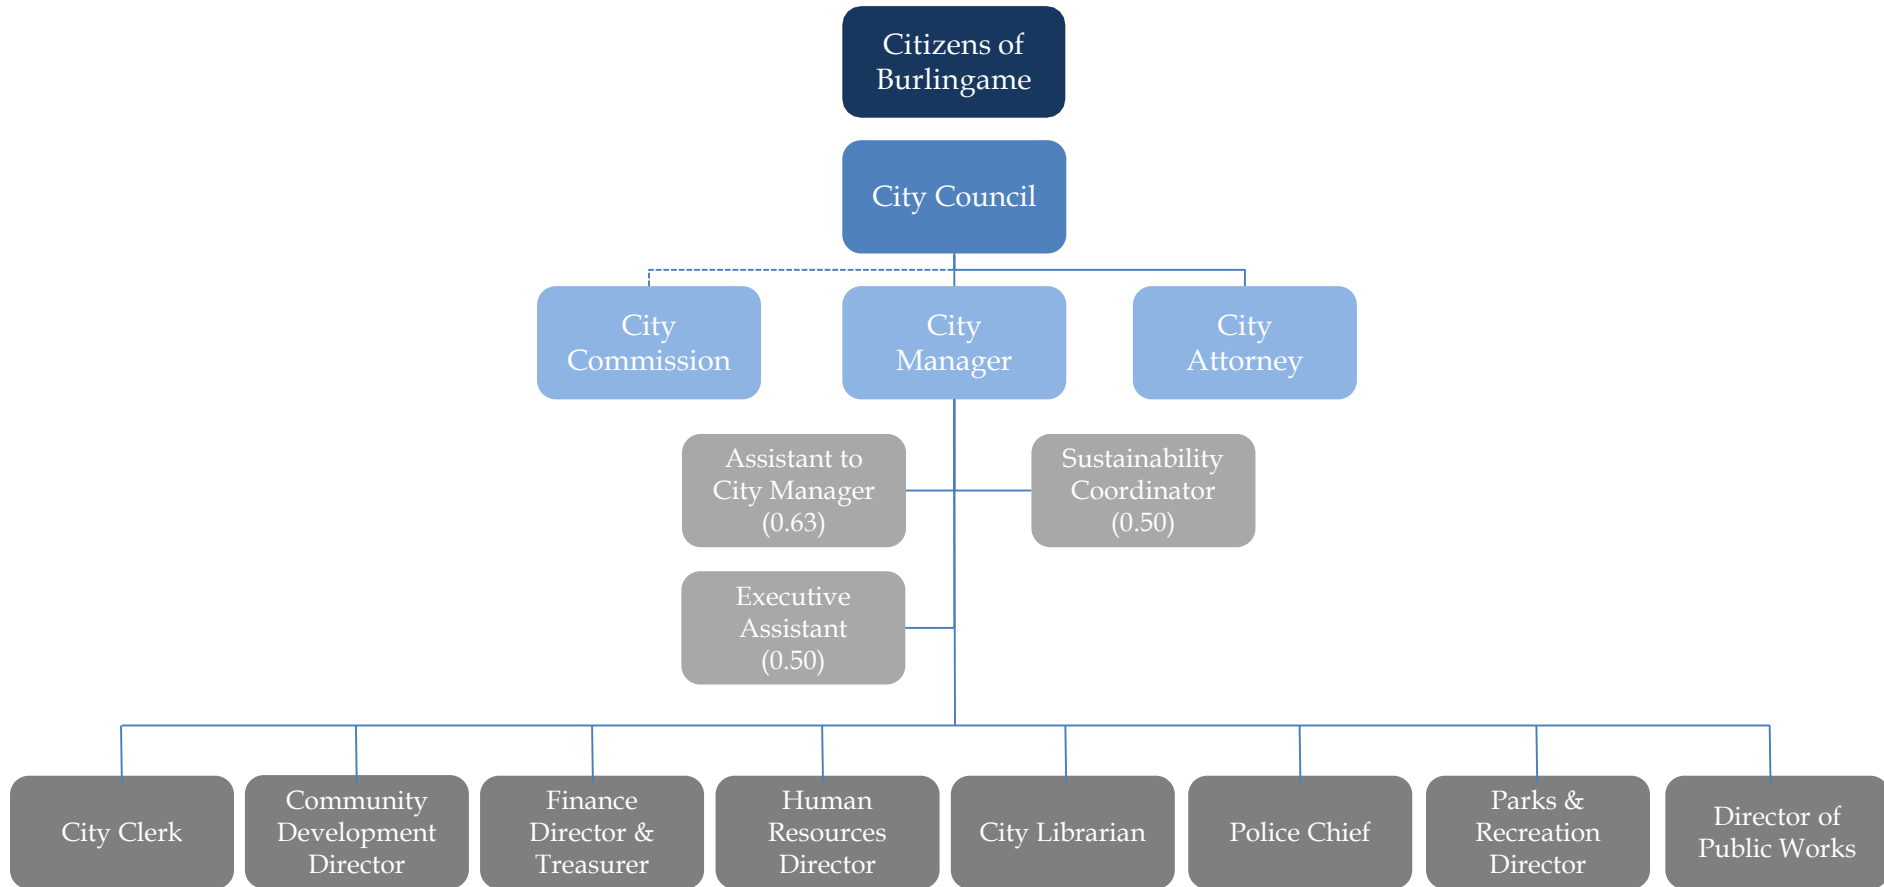 Citizens of
Burlingame
City Council
City
Commission
City
Manager
City
Attorney
Assistant to
City Manager
(0.63)
Sustainability
Coordinator
(0.50)
Executive
Assistant
(0.50)
City Clerk
Community
Development
Director
Finance
Director &
Treasurer
Human
Resources
Director
City Librarian
Police Chief
Parks &
Recreation
Director
Director of
Public Works